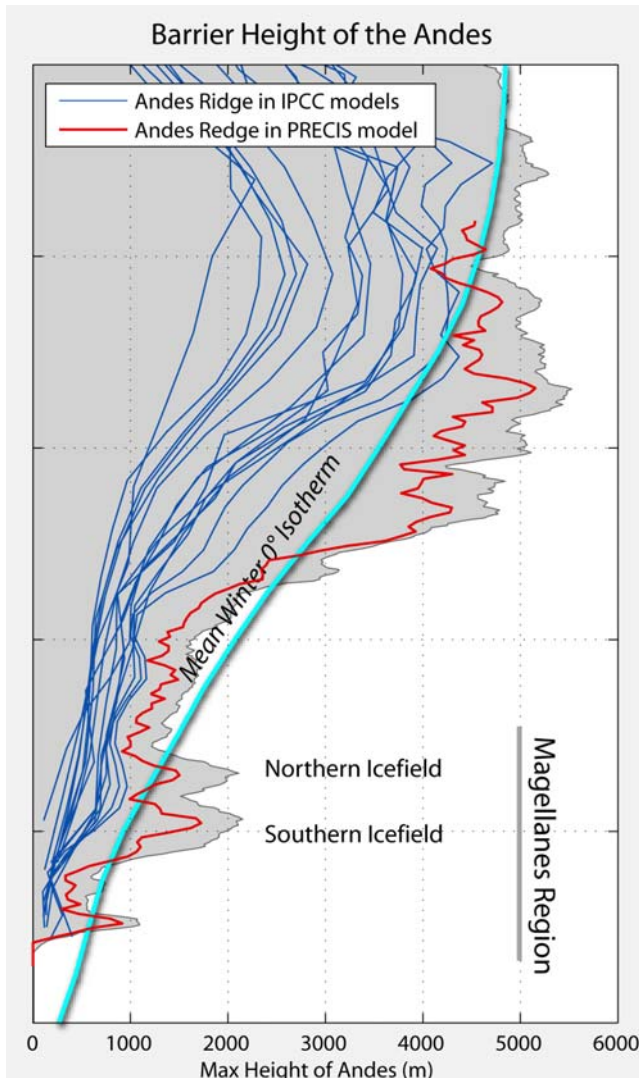 Barrier Height of the Andes
Andes Ridge in IPCC models
Andes Redge in PRECIS model
Mean Winter 0° Isotherm
Northern Icefield
Southern Icefield
Magellanes Region
0 1000 2000 3000 4000 5000 6000
Max Height of Andes (m)